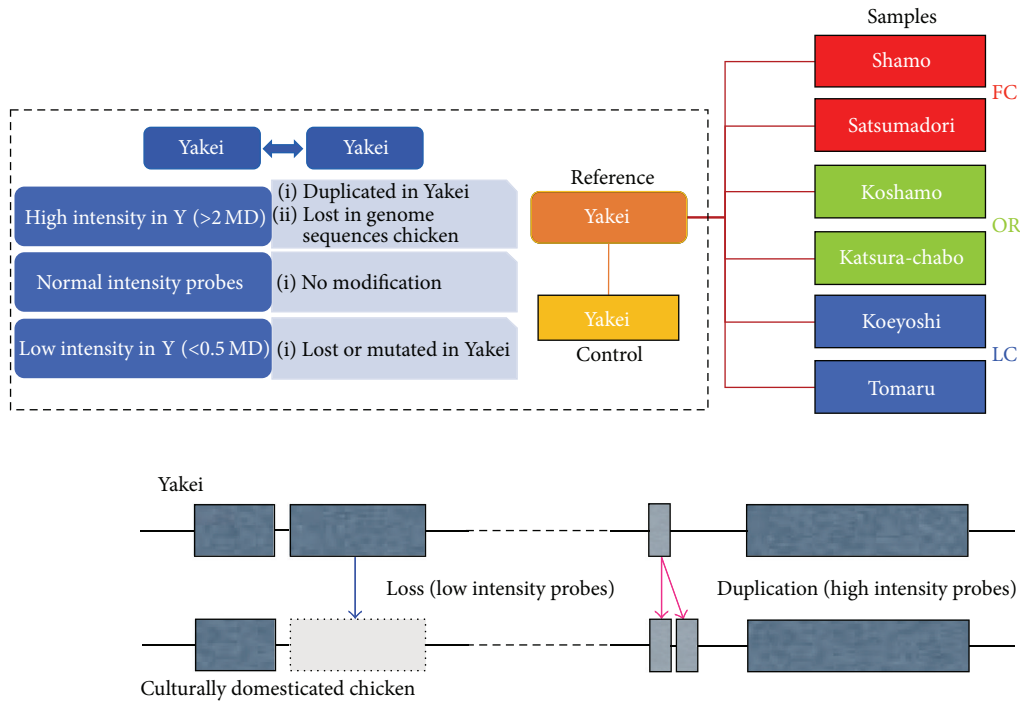 Samples
Shamo
FC
Satsumadori
Koshamo
OR
Katsura-chabo
Koeyoshi
LC
Tomaru
Yakei
Yakei
High intensity in Y (>2 MD)
(i) Duplicated in Yakei
(ii) Lost in genome
sequences chicken
Normal intensity probes
(i) No modification
Low intensity in Y (<0.5 MD)
(i) Lost or mutated in Yakei
Reference
Yakei
Yakei
Control
Yakei
Loss (low intensity probes)
Duplication (high intensity probes)
Culturally domesticated chicken